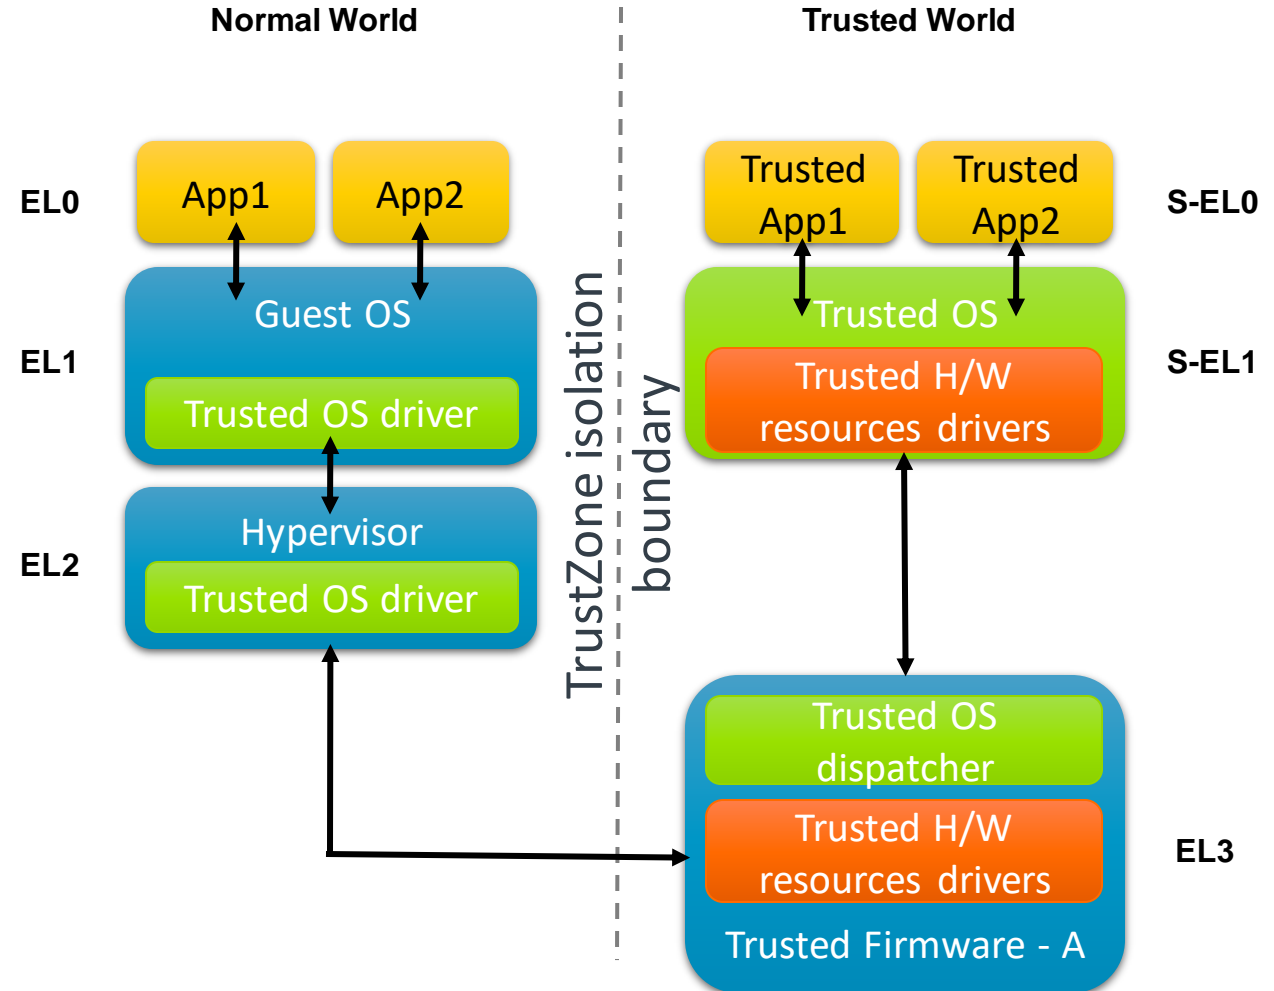 Normal World
Trusted World
EL0
App1
App2
Trusted
App1
Trusted
App2
S-EL0
EL1
Guest OS
Trusted OS driver
TrustZone isolation
boundary
Trusted OS
Trusted H/W
resources drivers
S-EL1
EL2
Hypervisor
Trusted OS driver
Trusted OS
dispatcher
Trusted H/W
resources drivers
Trusted Firmware - A
EL3